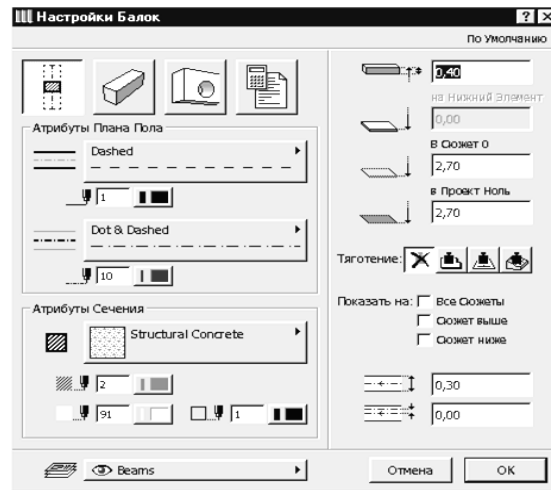 Настройки Балок
По Умолчанию
0,40
на Нижний Элемент
0,00
В Сюжет 0
2,70
в Проект Ноль
2,70
Тяготение:
Показать на:
Все Сюжеты
Сюжет выше
Сюжет ниже
0,30
0,00
Атрибуты Плана Пола
Dashed
1
Dot & Dashed
10
Атрибуты Сечения
Structural Concrete
2
91
1
Beams
Отмена
OK